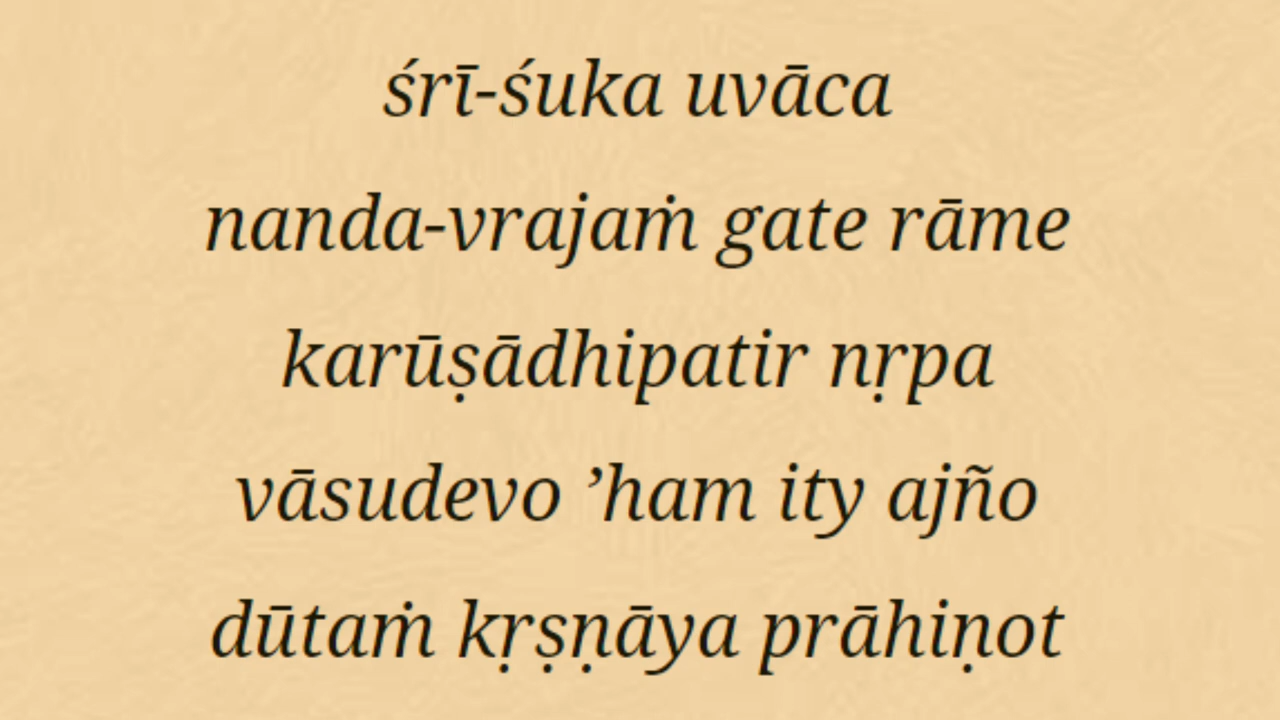 śrī-śuka uvāca
nanda-vrajaṁ gate rāme
karūṣādhipatir nṛpa
vāsudevo ’ham ity ajño
dūtaṁ kṛṣṇāya prāhiṇot